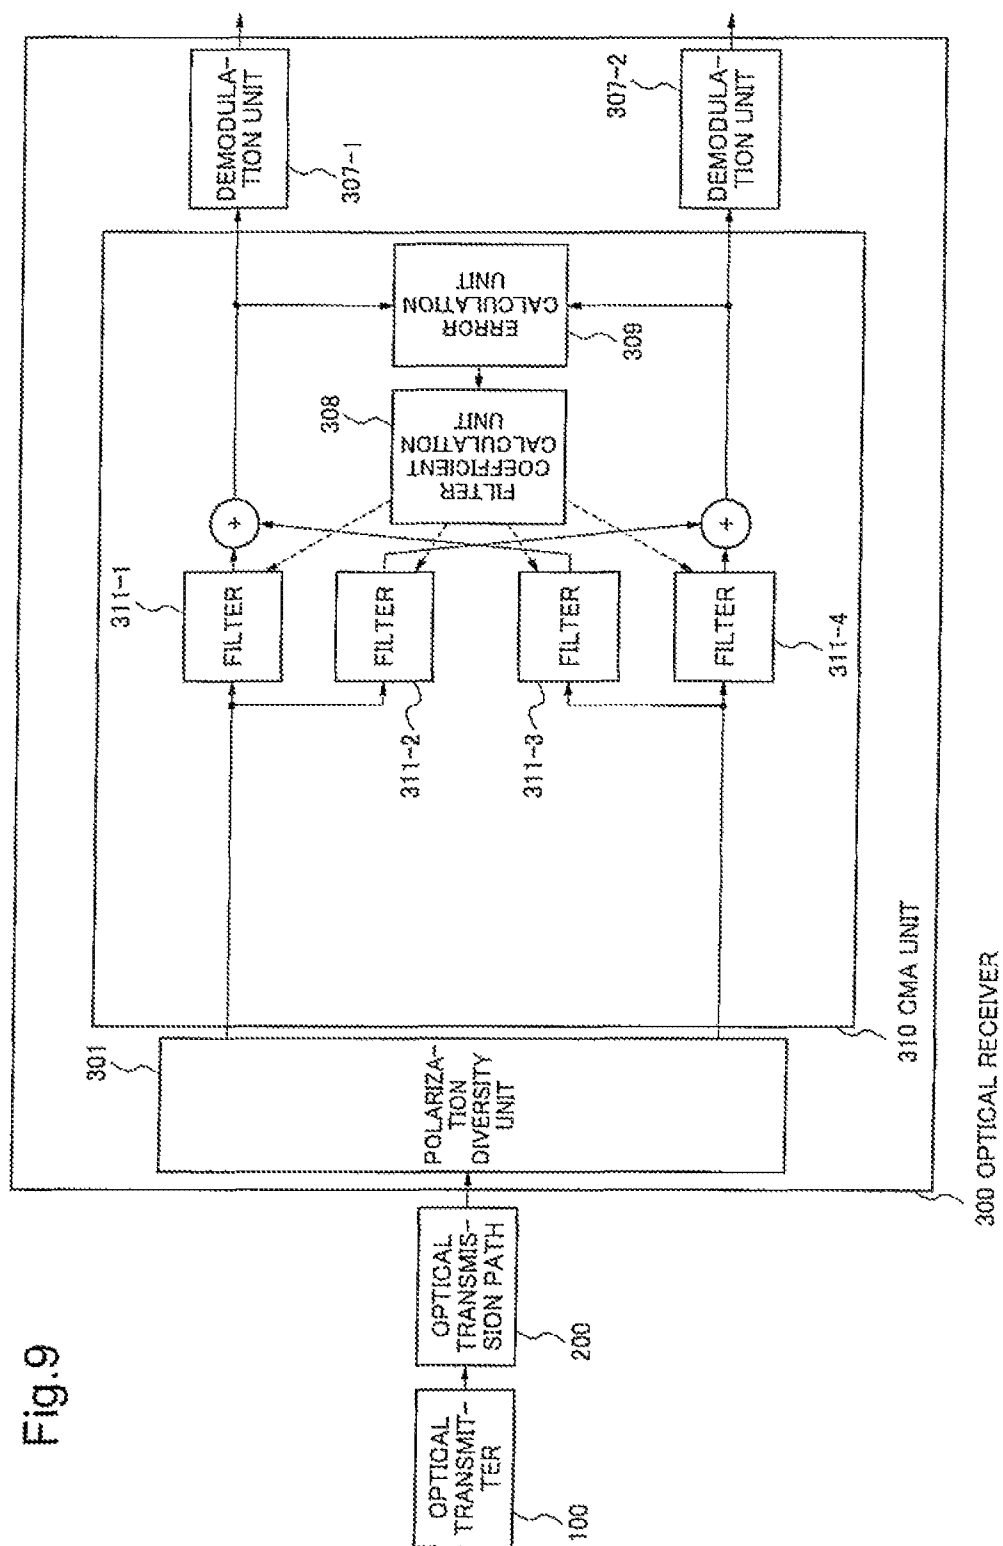 Fig.9
OPTICAL
TRANSMIT-
TER
100
OPTICAL
TRANSMIS-
SION PATH
200
300 OPTICAL RECEIVER
POLARIZA-
TION
DIVERSITY
UNIT
301
310 CMA UNIT
FILTER
311-1
FILTER
311-2
FILTER
311-3
FILTER
311-4
+
+
FILTER
COEFFICIENT
CALCULATION
UNIT
308
ERROR
CALCULATION
UNIT
309
DEMODULA-
TION UNIT
307-1
DEMODULA-
TION UNIT
307-2